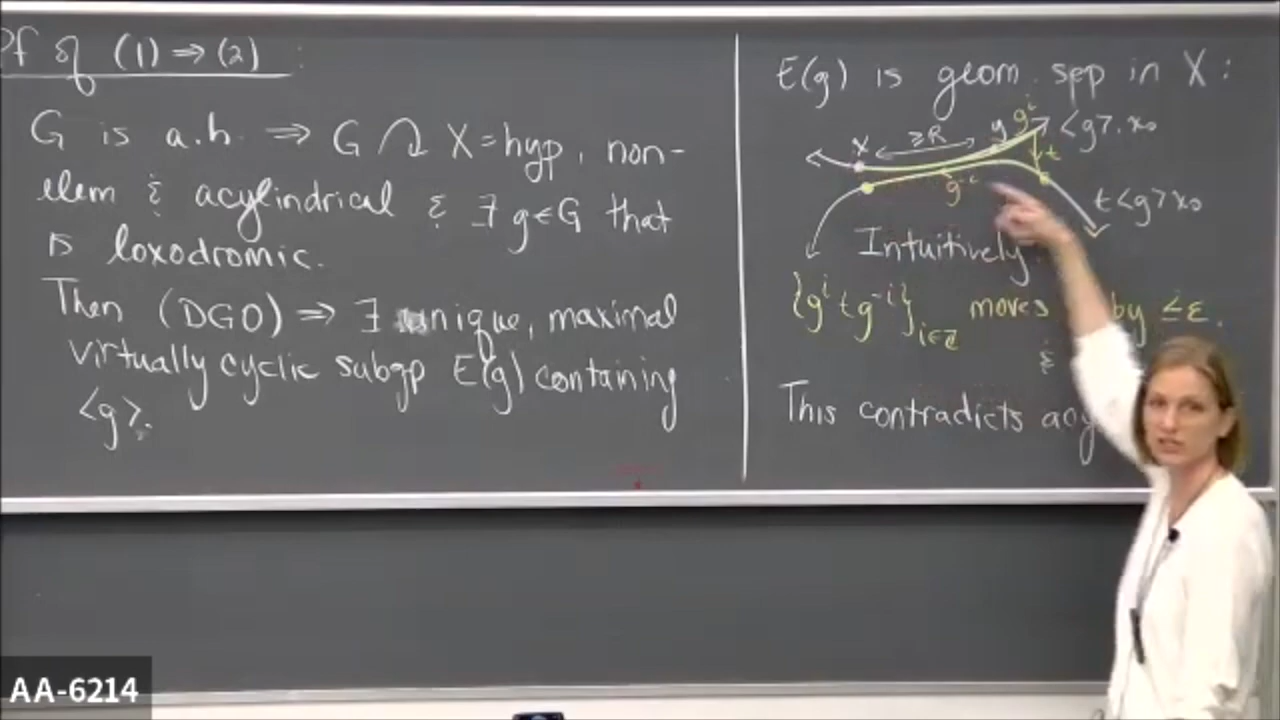 Pf of (1) ⇒ (2) :
G is a.h. ⇒ G ↷ X = hyp, non-
elem & acylindrical & ∃ g ∈ G that
is loxodromic.
Then (DGO) ⇒ ∃ unique, maximal
virtually cyclic subgp E(g) containing
<g>.
E(g) is geom. sep in X :
x ≥R y g^i <g>.x₀
t
g^-i
t<g>x₀
Intuitively
{g^i t g^-i}_{i∈Z} moves by ≤ ε.
&
This contradicts acy
AA-6214